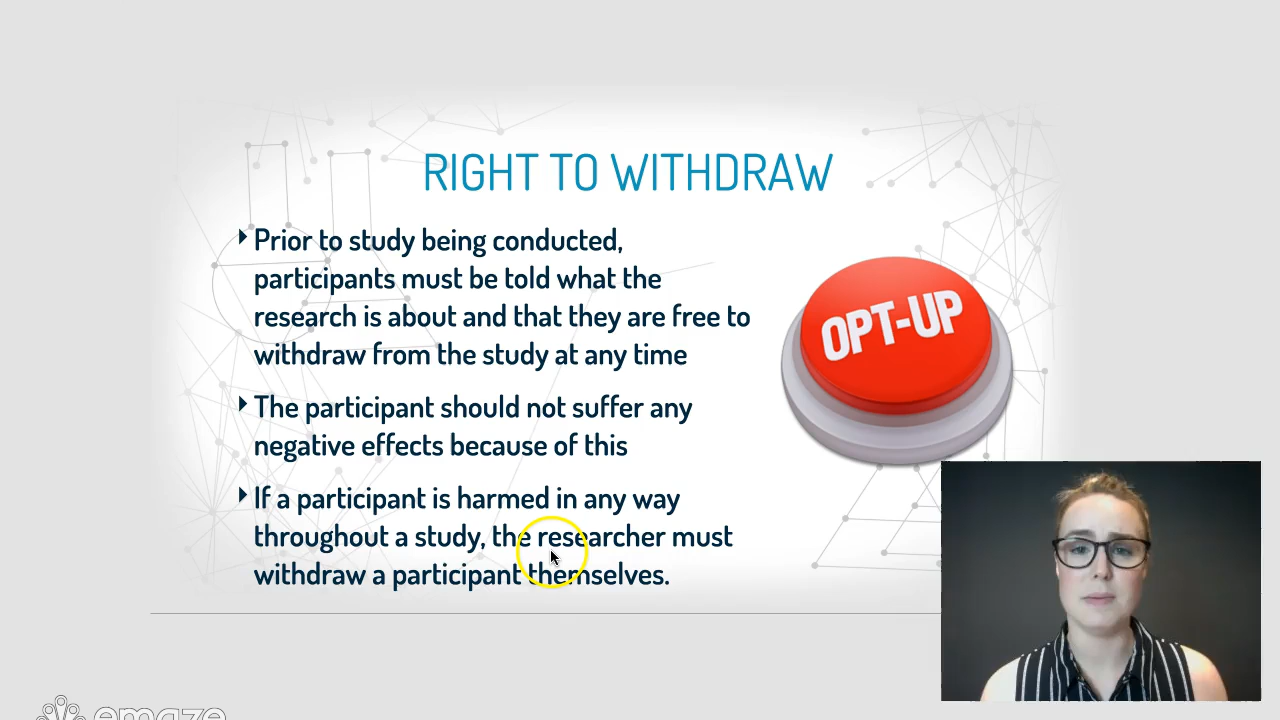 RIGHT TO WITHDRAW
Prior to study being conducted,
participants must be told what the
research is about and that they are free to
withdraw from the study at any time
OPT-UP
The participant should not suffer any
negative effects because of this
If a participant is harmed in any way
throughout a study, the researcher must
withdraw a participant themselves.
emaze